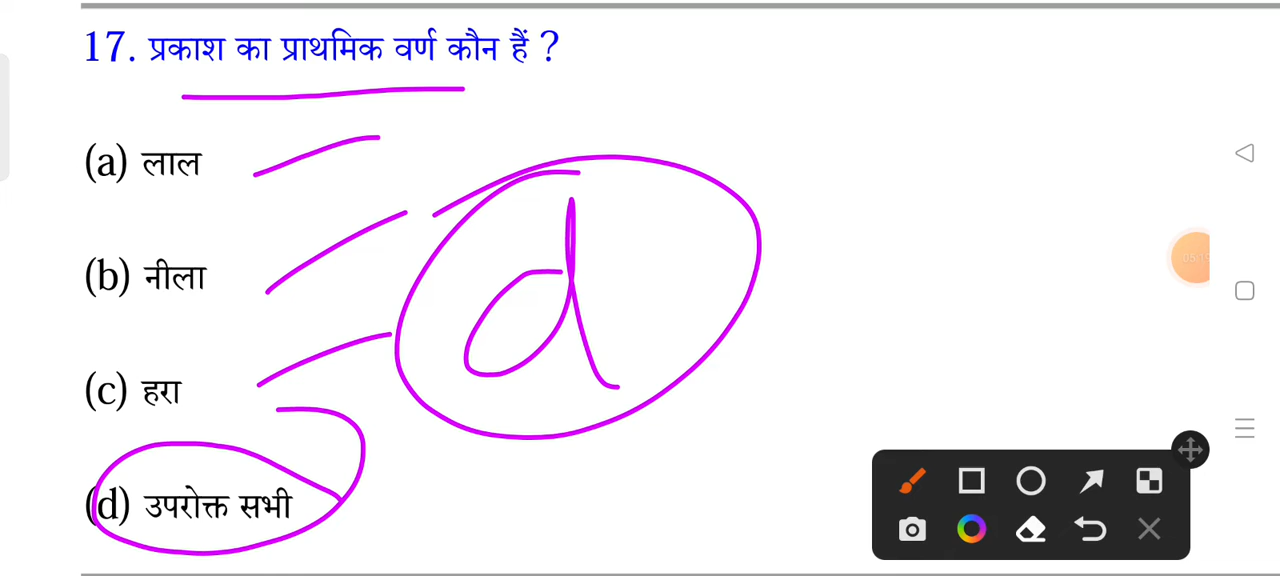 17. प्रकाश का प्राथमिक वर्ण कौन हैं ?
(a) लाल
(b) नीला
d
(c) हरा
(d) उपरोक्त सभी